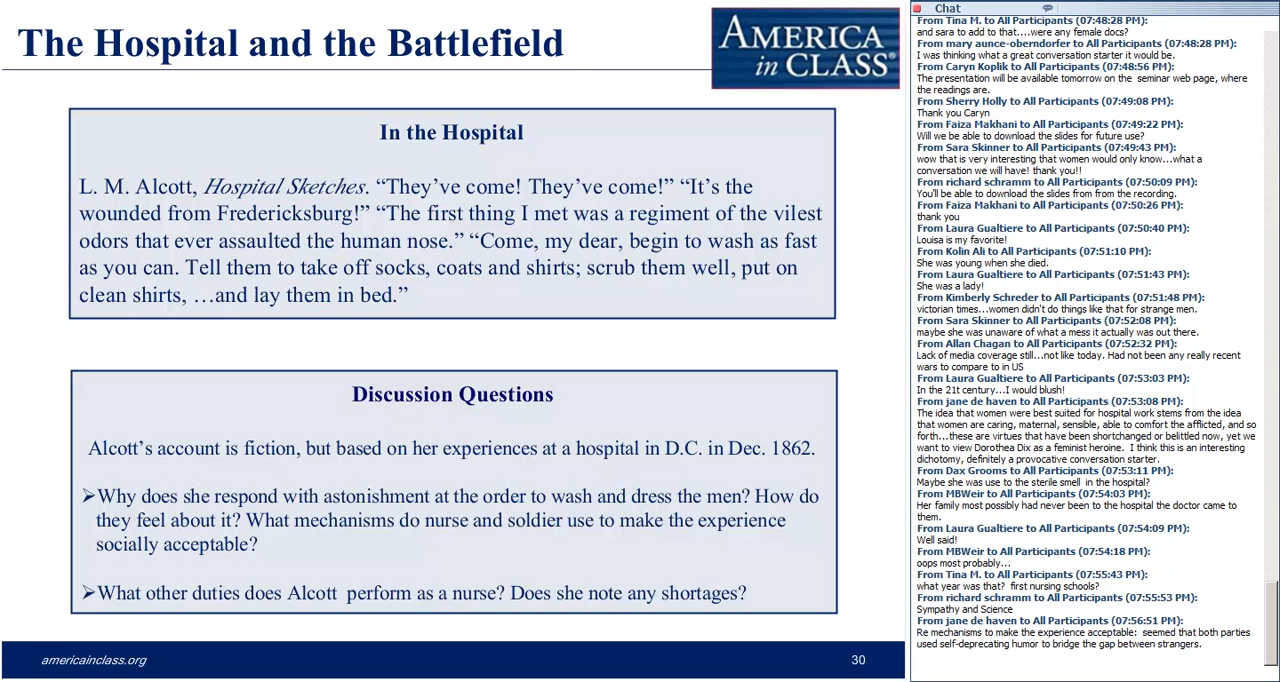 The Hospital and the Battlefield
AMERICA
in CLASS®
In the Hospital
L. M. Alcott, Hospital Sketches. “They’ve come! They’ve come!” “It’s the
wounded from Fredericksburg!” “The first thing I met was a regiment of the vilest
odors that ever assaulted the human nose.” “Come, my dear, begin to wash as fast
as you can. Tell them to take off socks, coats and shirts; scrub them well, put on
clean shirts, …and lay them in bed.”
Discussion Questions
Alcott’s account is fiction, but based on her experiences at a hospital in D.C. in Dec. 1862.
➢Why does she respond with astonishment at the order to wash and dress the men? How do
they feel about it? What mechanisms do nurse and soldier use to make the experience
socially acceptable?
➢What other duties does Alcott perform as a nurse? Does she note any shortages?
americainclass.org
30
Chat
From Tina M. to All Participants (07:48:28 PM):
and sara to add to that....were any female docs?
From mary aunce-oberndorfer to All Participants (07:48:28 PM):
I was thinking what a great conversation starter it would be.
From Caryn Koplik to All Participants (07:48:56 PM):
The presentation will be available tomorrow on the seminar web page, where
the readings are.
From Sherry Holly to All Participants (07:49:08 PM):
Thank you Caryn
From Faiza Makhani to All Participants (07:49:22 PM):
Will we be able to download the slides for future use?
From Sara Skinner to All Participants (07:49:43 PM):
wow that is very interesting that women would only know...what a
conversation we will have! thank you!!
From richard schramm to All Participants (07:50:09 PM):
You'll be able to download the slides from from the recording.
From Faiza Makhani to All Participants (07:50:26 PM):
thank you
From Laura Gualtiere to All Participants (07:50:40 PM):
Louisa is my favorite!
From Kolin Ali to All Participants (07:51:10 PM):
She was young when she died.
From Laura Gualtiere to All Participants (07:51:43 PM):
She was a lady!
From Kimberly Schreder to All Participants (07:51:48 PM):
victorian times...women didn't do things like that for strange men.
From Sara Skinner to All Participants (07:52:08 PM):
maybe she was unaware of what a mess it actually was out there.
From Allan Chagan to All Participants (07:52:32 PM):
Lack of media coverage still...not like today. Had not been any really recent
wars to compare to in US
From Laura Gualtiere to All Participants (07:53:03 PM):
In the 21t century...I would blush!
From jane de haven to All Participants (07:53:08 PM):
The idea that women were best suited for hospital work stems from the idea
that women are caring, maternal, sensible, able to comfort the afflicted, and so
forth...these are virtues that have been shortchanged or belittled now, yet we
want to view Dorothea Dix as a feminist heroine. I think this is an interesting
dichotomy, definitely a provocative conversation starter.
From Dax Grooms to All Participants (07:53:11 PM):
Maybe she was use to the sterile smell in the hospital?
From MBWeir to All Participants (07:54:03 PM):
Her family most possibly had never been to the hospital the doctor came to
them.
From Laura Gualtiere to All Participants (07:54:09 PM):
Well said!
From MBWeir to All Participants (07:54:18 PM):
oops most probably...
From Tina M. to All Participants (07:55:43 PM):
what year was that? first nursing schools?
From richard schramm to All Participants (07:55:53 PM):
Sympathy and Science
From jane de haven to All Participants (07:56:51 PM):
Re mechanisms to make the experience acceptable: seemed that both parties
used self-deprecating humor to bridge the gap between strangers.